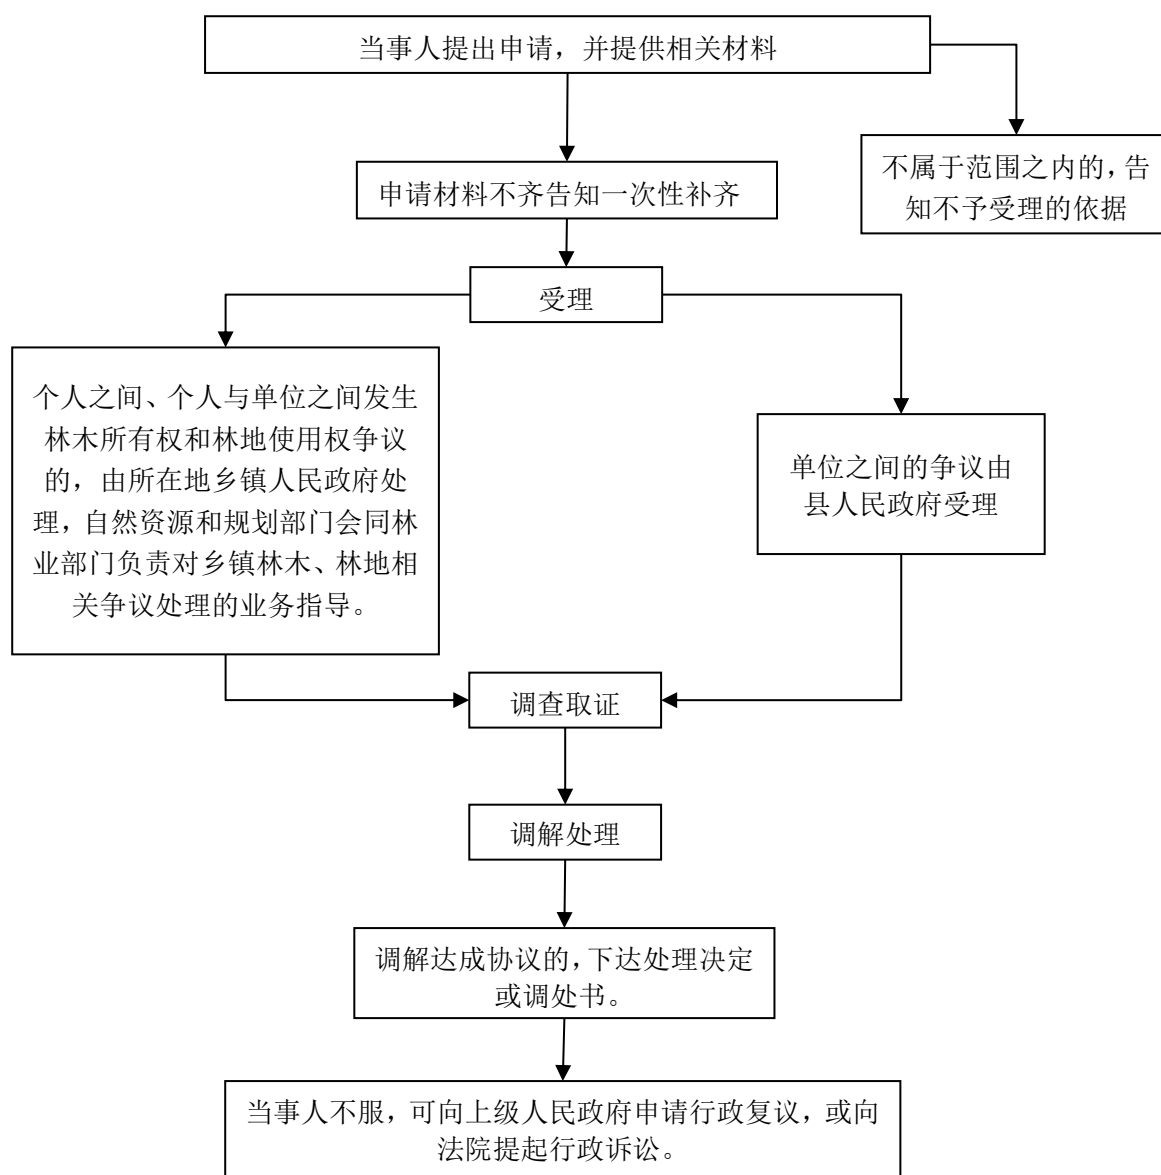 当事人提出申请，并提供相关材料
不属于范围之内的，告
知不予受理的依据
申请材料不齐告知一次性补齐
受理
个人之间、个人与单位之间发生
林木所有权和林地使用权争议
的，由所在地乡镇人民政府处
理，自然资源和规划部门会同林
业部门负责对乡镇林木、林地相
关争议处理的业务指导。
单位之间的争议由
县人民政府受理
调查取证
调解处理
调解达成协议的，下达处理决定
或调处书。
当事人不服，可向上级人民政府申请行政复议，或向
法院提起行政诉讼。